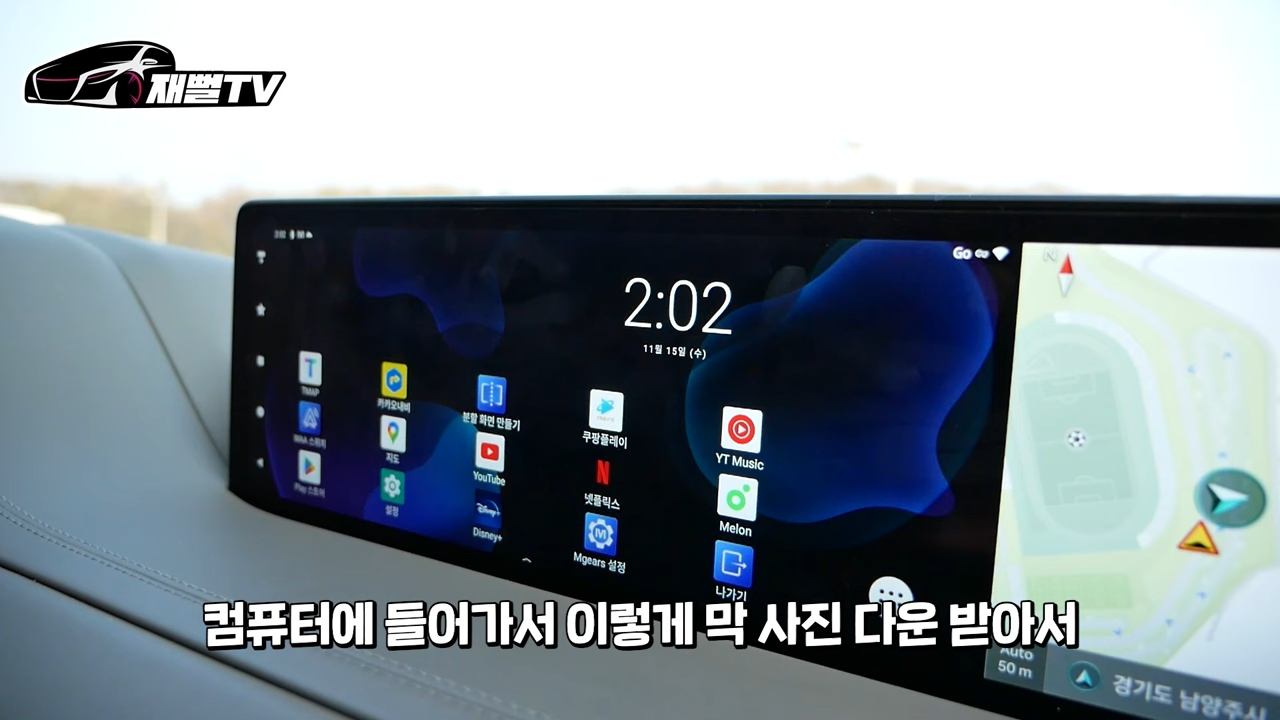 재뻘TV
Go
2:02
11월 15일 (수)
N
TMAP
카카오내비
분할 화면 만들기
쿠팡플레이
YT Music
지도
YouTube
넷플릭스
Melon
Play 스토어
설정
Disney+
Disney+
Mgears 설정
나가기
컴퓨터에 들어가서 이렇게 막 사진 다운 받아서
Auto
50 m
경기도 남양주시